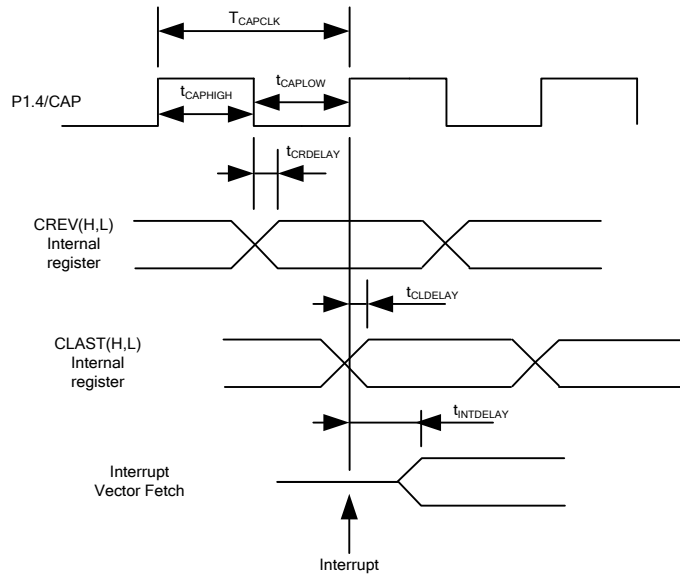 TCAPCLK
P1.4/CAP
tCAPHIGH
tCAPLOW
tCRDELAY
CREV(H,L)
Internal
register
tCLDELAY
CLAST(H,L)
Internal
register
tINTDELAY
Interrupt
Vector Fetch
Interrupt